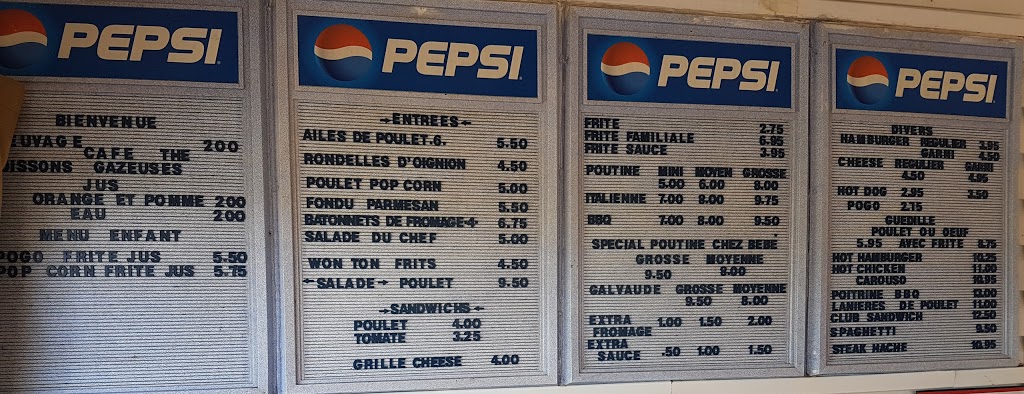 PEPSI
BIENVENUE
200
CAFE THE
GAZEUSES
JUS
ORANGE ET POMME 200
EAU 200
MENU ENFANT
POGO FRITE JUS 5.50
POP CORN FRITE JUS 5.75
PEPSI
ENTREES
AILES DE POULET.6. 5.50
RONDELLES D'OIGNION 4.50
POULET POP CORN 5.00
FONDU PARMESAN 5.50
BATONNETS DE FROMAGE-4- 6.75
SALADE DU CHEF 5.00
WON TON FRITS 4.50
SALADE POULET 9.50
SANDWICHS
POULET 4.00
TOMATE 3.25
GRILLE CHEESE 4.00
PEPSI
FRITE 2.75
FRITE FAMILIALE 6.95
FRITE SAUCE 3.95
POUTINE MINI MOYEN GROSSE
5.00 6.00 8.00
ITALIENNE 7.00 8.00 9.75
BBQ 7.00 8.00 9.50
SPECIAL POUTINE CHEZ BEBE
GROSSE MOYENNE
9.50 8.00
GALVAUDE GROSSE MOYENNE
9.50 8.00
EXTRA 1.00 1.50 2.00
FROMAGE
EXTRA
SAUCE .50 1.00 1.50
PEPSI
DIVERS
HAMBURGER REGULIER 3.95
GARNI 4.50
CHEESE REGULIER GARNI
4.50 4.95
HOT DOG 2.95 3.50
POGO 2.75
GUEDILLE
POULET OU OEUF
5.95 AVEC FRITE 8.75
HOT HAMBURGER 10.25
HOT CHICKEN 11.00
CAROUSO 10.95
POITRINE BBQ 13.00
LANIERES DE POULET 11.00
CLUB SANDWICH 12.50
SPAGHETTI 9.50
STEAK HACHE 10.95